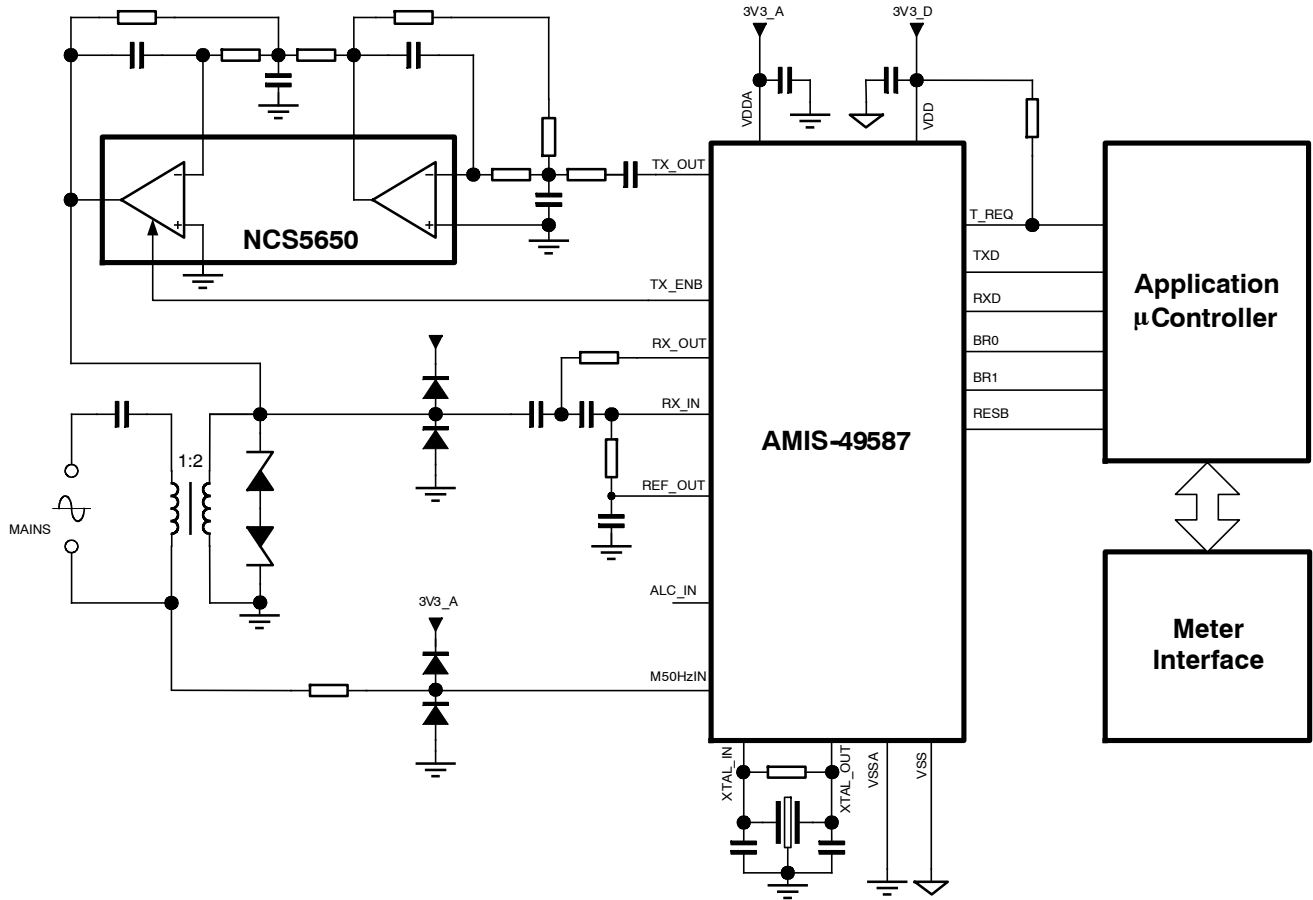 3V3_A
3V3_D
VDDA
VDD
TX_OUT
T_REQ
NCS5650
TXD
TX_ENB
RXD
Application
µController
RX_OUT
BR0
BR1
RX_IN
RESB
AMIS-49587
1:2
REF_OUT
MAINS
ALC_IN
3V3_A
Meter
Interface
M50HzIN
XTAL_IN
XTAL_OUT
VSSA
VSS